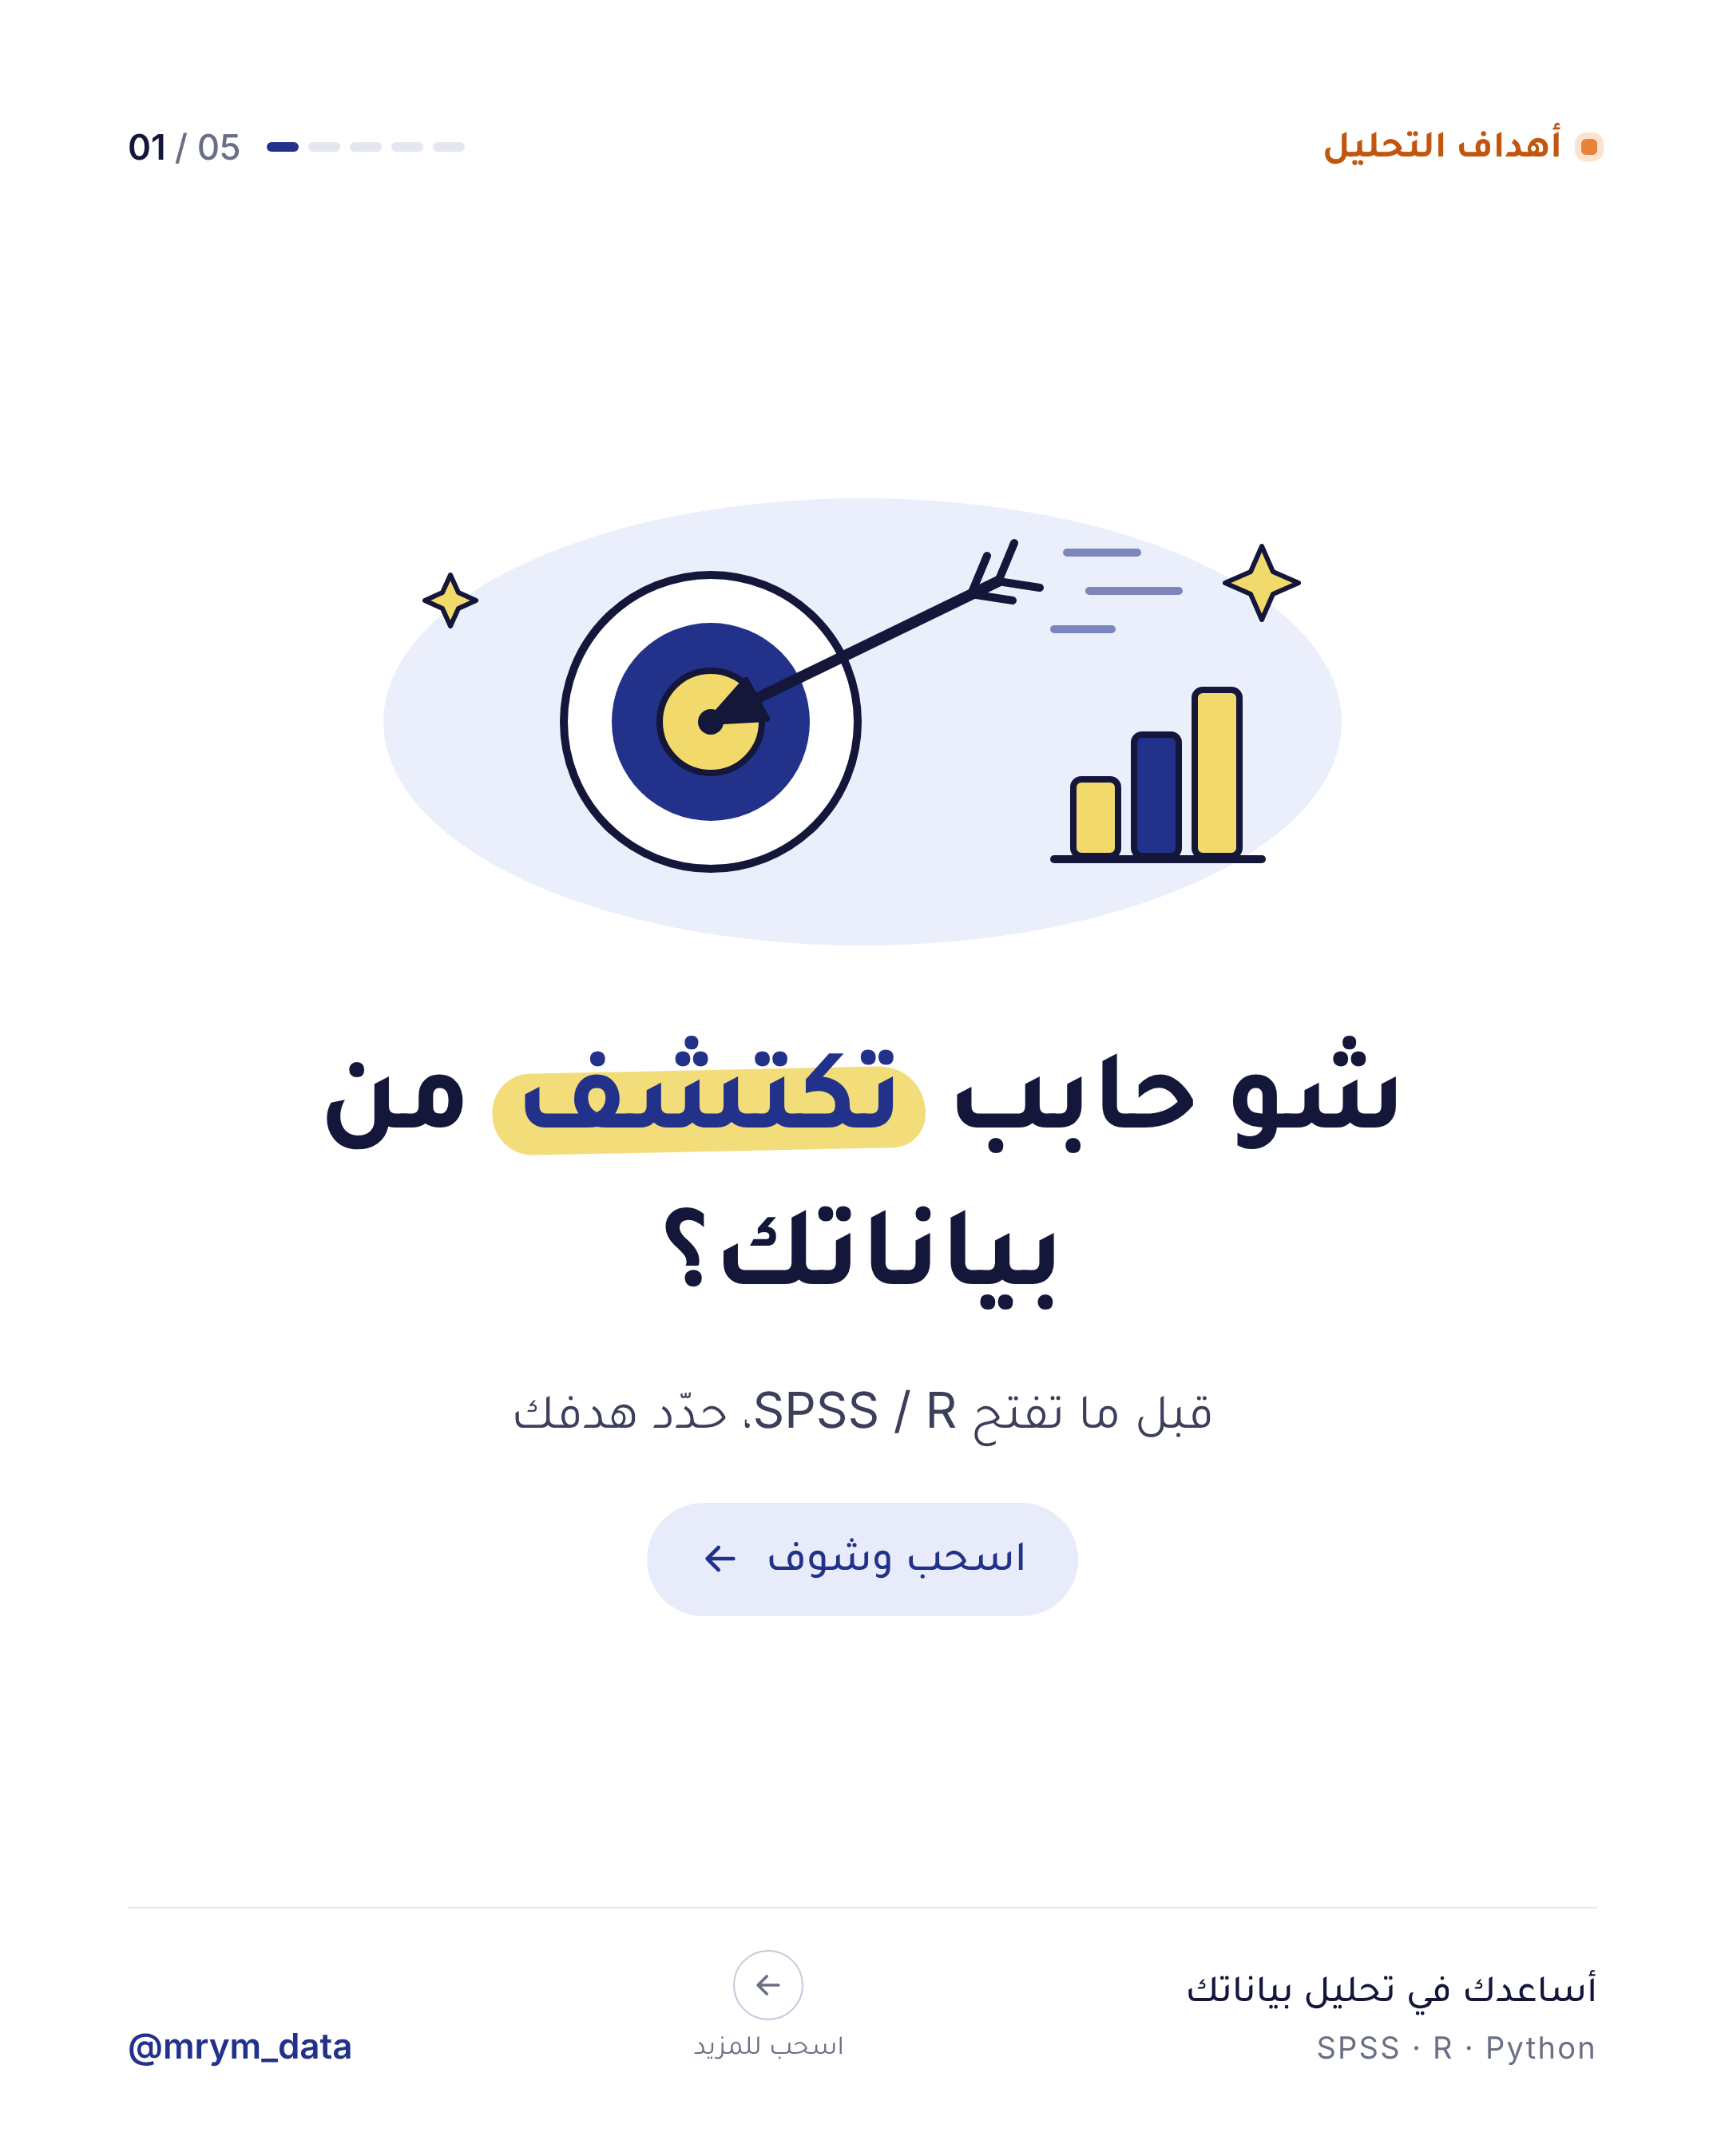 أهداف التحليل
01 / 05
شو حابب تكتشف من
بياناتك؟
قبل ما تفتح SPSS / R، حدّد هدفك
اسحب وشوف ←
أساعدك في تحليل بياناتك
SPSS · R · Python
←
اسحب للمزيد
@mrym_data